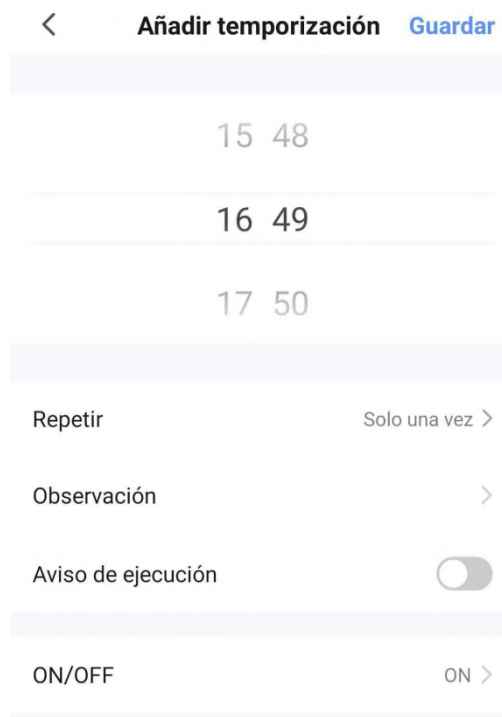 Añadir temporización Guardar
15 48
16 49
17 50
Repetir Solo una vez
Observación
Aviso de ejecución
ON/OFF ON